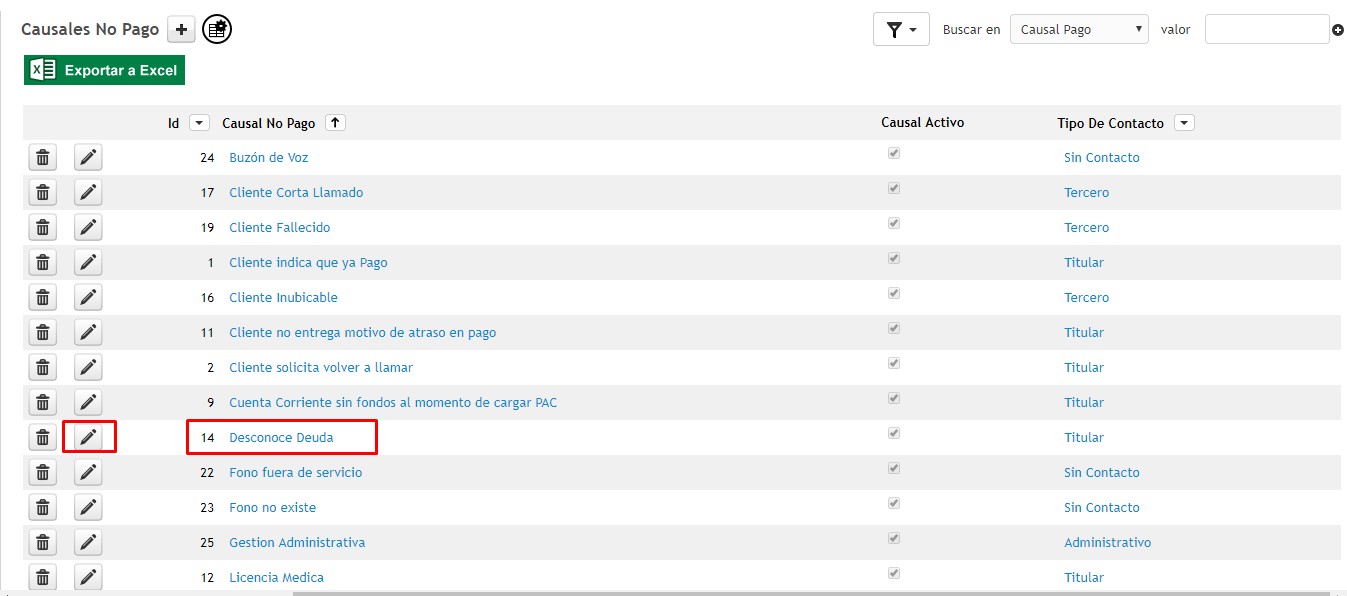 Causales No Pago
Buscar en Causal Pago valor
Exportar a Excel
Id Causal No Pago Causal Activo Tipo De Contacto
24 Buzón de Voz Sin Contacto
17 Cliente Corta Llamado Tercero
19 Cliente Fallecido Tercero
1 Cliente indica que ya Pago Titular
16 Cliente Inubicable Tercero
11 Cliente no entrega motivo de atraso en pago Titular
2 Cliente solicita volver a llamar Titular
9 Cuenta Corriente sin fondos al momento de cargar PAC Titular
14 Desconoce Deuda Titular
22 Fono fuera de servicio Sin Contacto
23 Fono no existe Sin Contacto
25 Gestion Administrativa Administrativo
12 Licencia Medica Titular